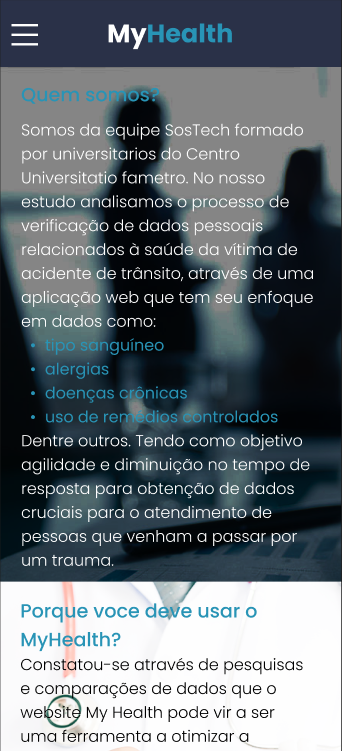 MyHealth
Quem somos?
Somos da equipe SosTech formado
por universitarios do Centro
Universitatio fametro. No nosso
estudo analisamos o processo de
verificação de dados pessoais
relacionados à saúde da vítima de
acidente de trânsito, através de uma
aplicação web que tem seu enfoque
em dados como:
• tipo sanguíneo
• alergias
• doenças crônicas
• uso de remédios controlados
Dentre outros. Tendo como objetivo
agilidade e diminuição no tempo de
resposta para obtenção de dados
cruciais para o atendimento de
pessoas que venham a passar por
um trauma.
Porque voce deve usar o
MyHealth?
Constatou-se através de pesquisas
e comparações de dados que o
website My Health pode vir a ser
uma ferramenta a otimizar a